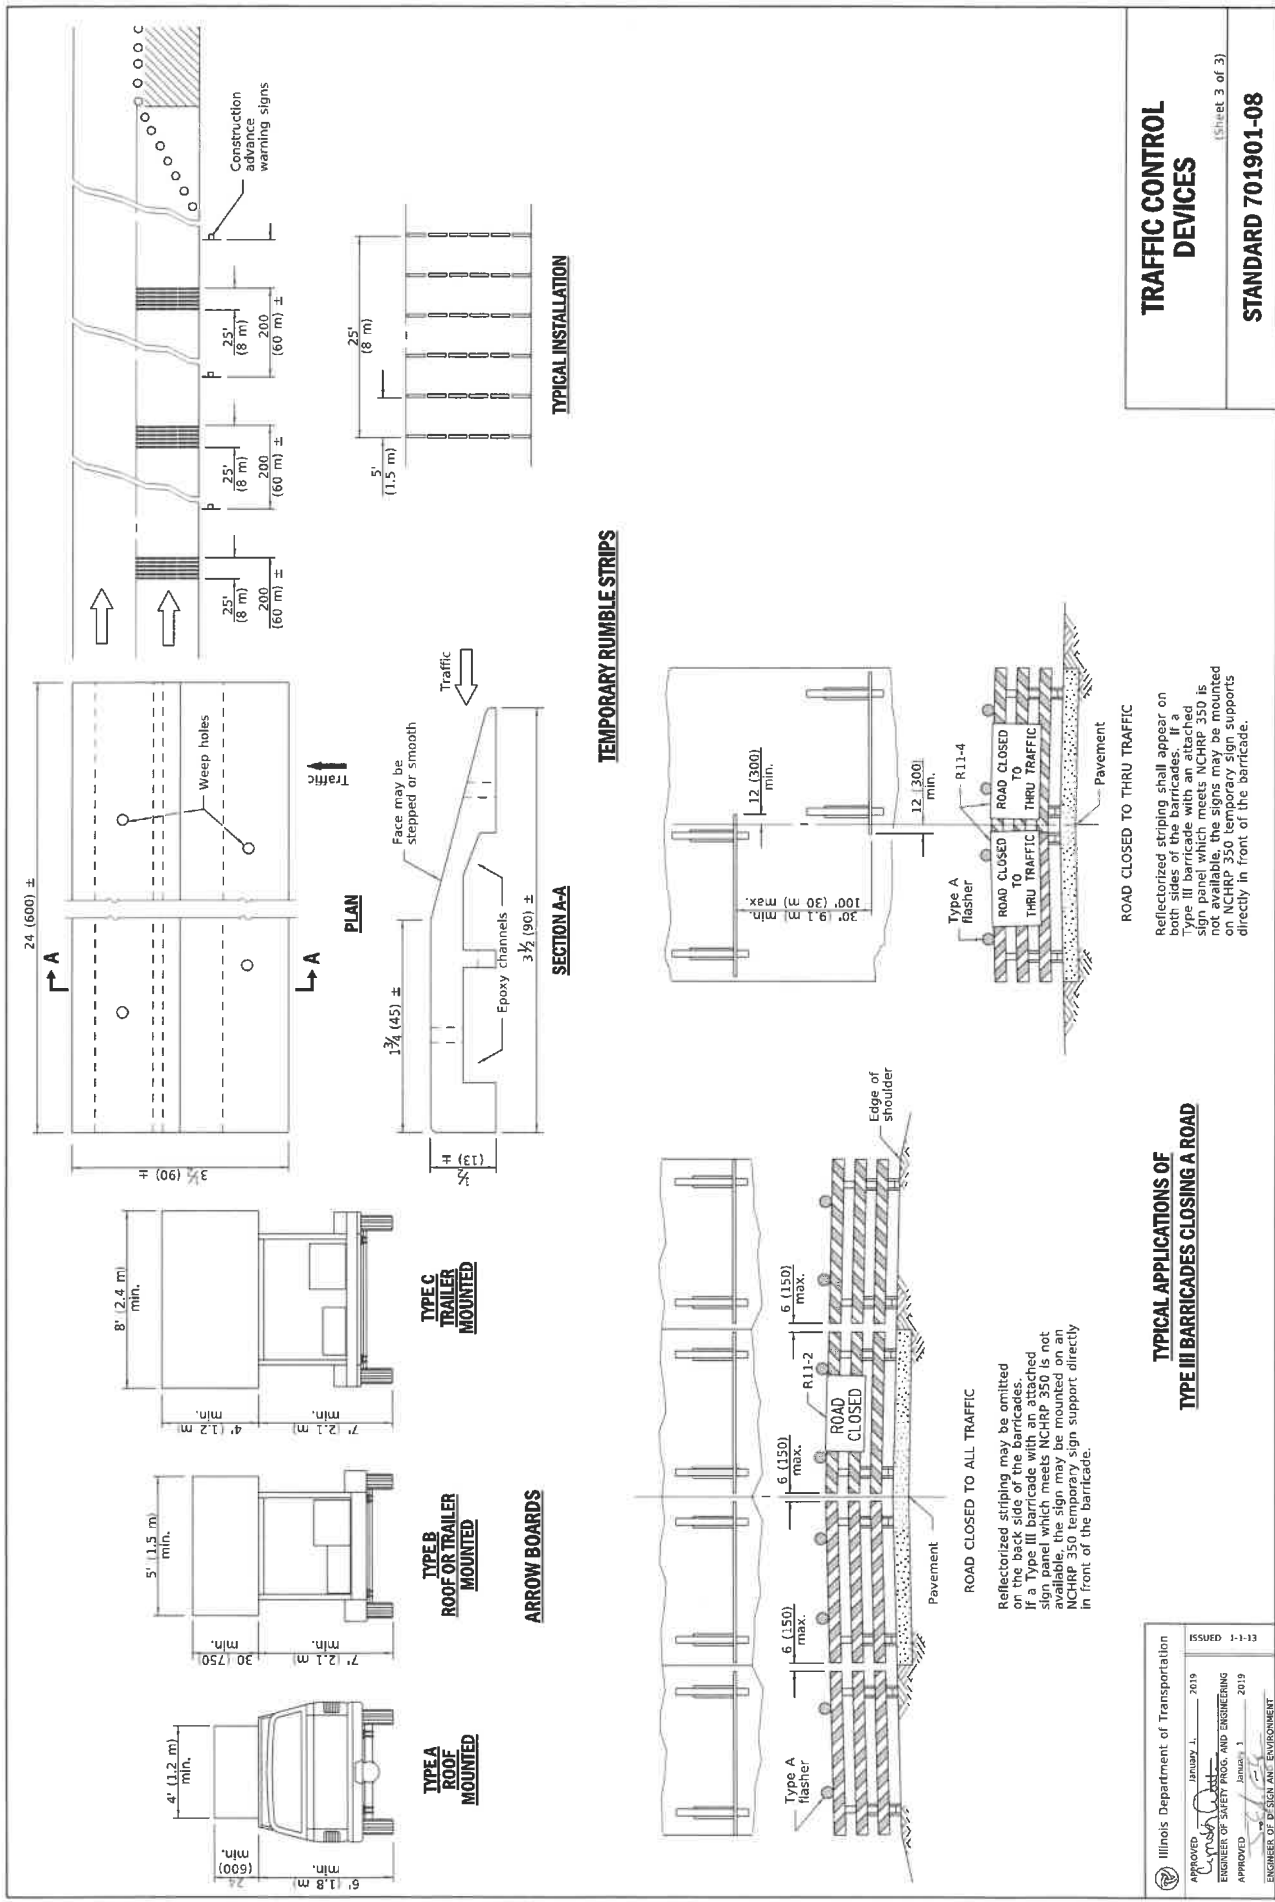 4' (1.2 m)
min.
24
(600)
min.
6' (1.8 m)
min.
TYPE A
ROOF
MOUNTED
5' (1.5 m)
min.
30 (750)
min.
7' (2.1 m)
min.
TYPE B
ROOF OR TRAILER
MOUNTED
8' (2.4 m)
min.
4' (1.2 m)
min.
7' (2.1 m)
min.
TYPE C
TRAILER
MOUNTED
ARROW BOARDS
24 (600) ±
A
A
3½ (90) ±
Weep holes
Traffic
PLAN
1¾ (45) ±
½
(13) ±
Face may be
stepped or smooth
Traffic
Epoxy channels
3½ (90) ±
SECTION A-A
25'
(8 m)
200
(60 m) ±
25'
(8 m)
200
(60 m) ±
25'
(8 m)
200
(60 m) ±
Construction
advance
warning signs
25'
(8 m)
5'
(1.5 m)
TYPICAL INSTALLATION
TEMPORARY RUMBLE STRIPS
Type A
flasher
6 (150)
max.
6 (150)
max.
R11-2
6 (150)
max.
ROAD
CLOSED
Edge of
shoulder
Pavement
ROAD CLOSED TO ALL TRAFFIC
Reflectorized striping may be omitted
on the back side of the barricades.
If a Type III barricade with an attached
sign panel which meets NCHRP 350 is not
available, the sign may be mounted on an
NCHRP 350 temporary sign support directly
in front of the barricade.
12 (300)
min.
12 (300)
min.
30' (9.1 m) min.
100' (30 m) max.
Type A
flasher
R11-4
ROAD CLOSED
TO
THRU TRAFFIC
ROAD CLOSED
TO
THRU TRAFFIC
Pavement
ROAD CLOSED TO THRU TRAFFIC
Reflectorized striping shall appear on
both sides of the barricades. If a
Type III barricade with an attached
sign panel which meets NCHRP 350 is
not available, the signs may be mounted
on NCHRP 350 temporary sign supports
directly in front of the barricade.
TYPICAL APPLICATIONS OF
TYPE III BARRICADES CLOSING A ROAD
Illinois Department of Transportation
APPROVED January 1, 2019
ENGINEER OF SAFETY PROG. AND ENGINEERING
APPROVED January 1 2019
ENGINEER OF DESIGN AND ENVIRONMENT
ISSUED 1-1-13
TRAFFIC CONTROL
DEVICES
(Sheet 3 of 3)
STANDARD 701901-08